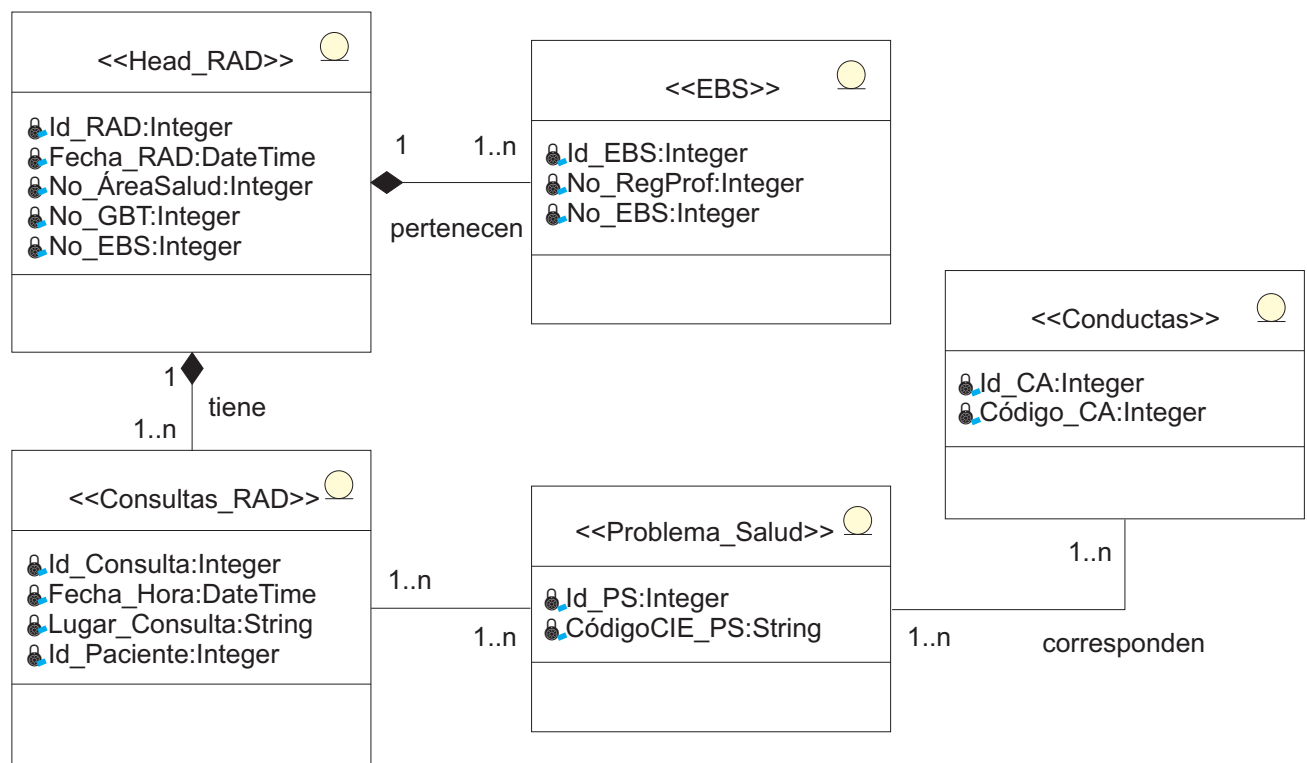 <<Head_RAD>>
Id_RAD:Integer
Fecha_RAD:DateTime
No_ÁreaSalud:Integer
No_GBT:Integer
No_EBS:Integer
1
1..n
pertenecen
<<EBS>>
Id_EBS:Integer
No_RegProf:Integer
No_EBS:Integer
<<Conductas>>
Id_CA:Integer
Código_CA:Integer
1
tiene
1..n
<<Consultas_RAD>>
Id_Consulta:Integer
Fecha_Hora:DateTime
Lugar_Consulta:String
Id_Paciente:Integer
1..n
1..n
<<Problema_Salud>>
Id_PS:Integer
CódigoCIE_PS:String
1..n
1..n
corresponden